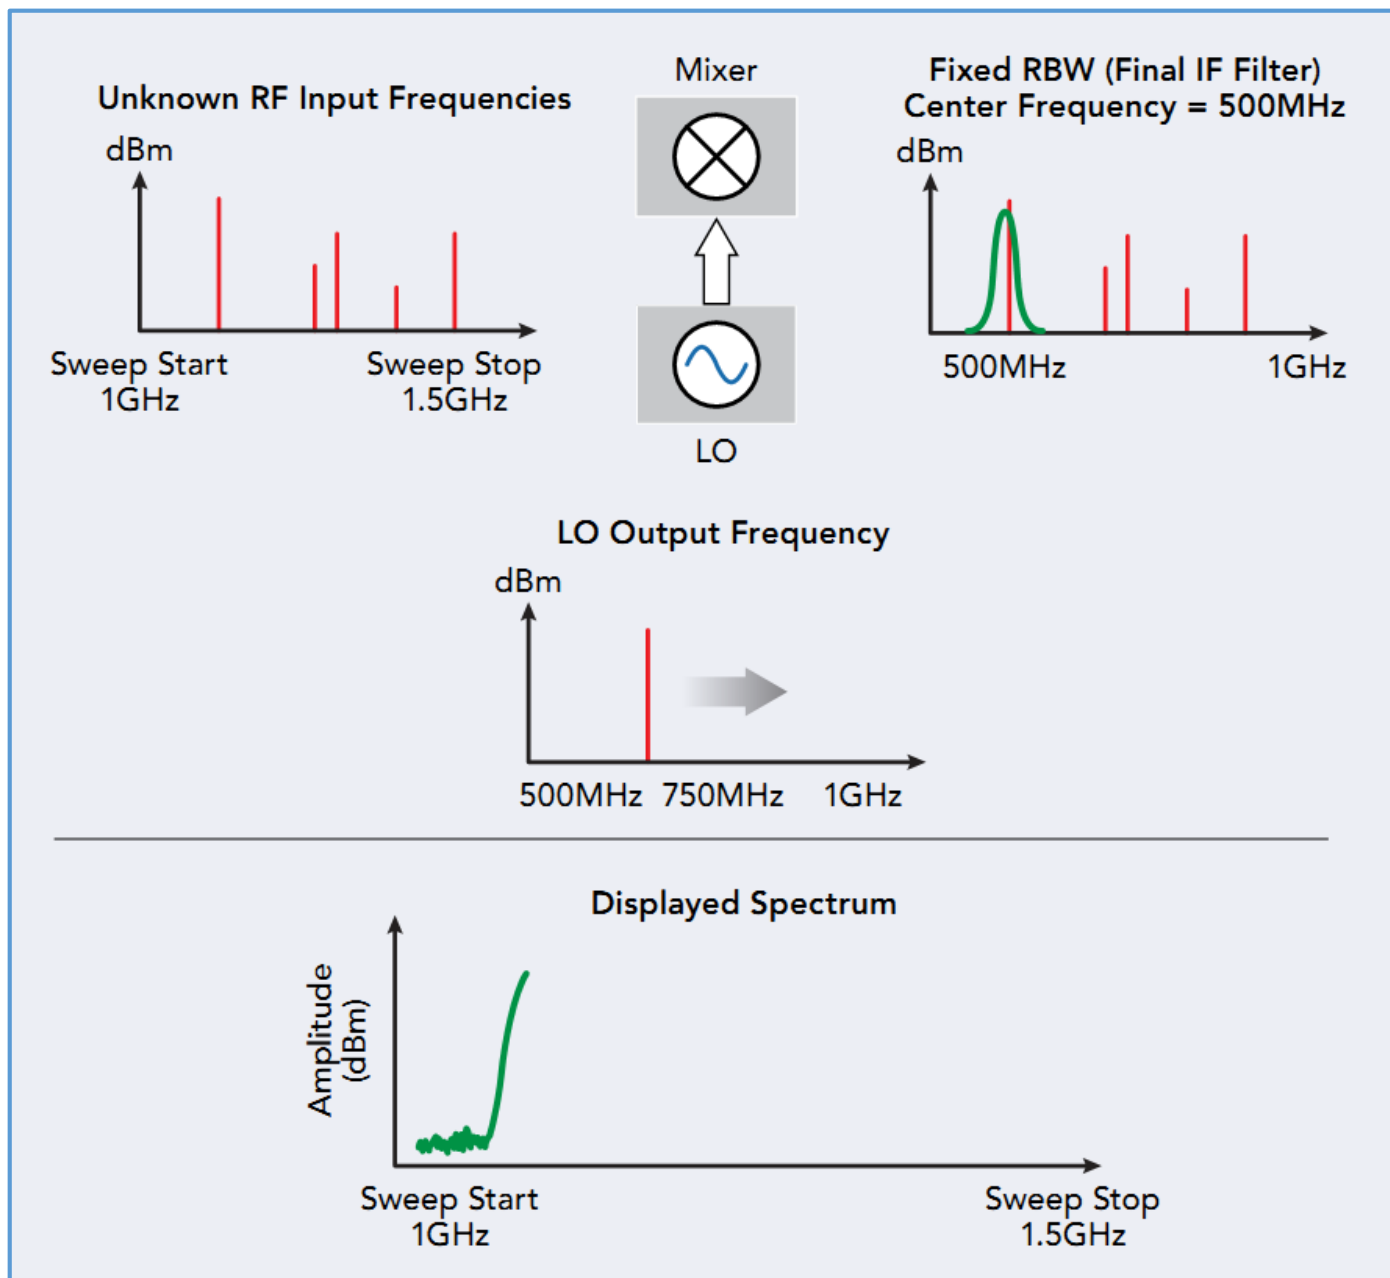 Unknown RF Input Frequencies
dBm
Sweep Start
1GHz
Sweep Stop
1.5GHz
Mixer
LO
Fixed RBW (Final IF Filter)
Center Frequency = 500MHz
dBm
500MHz
1GHz
LO Output Frequency
dBm
500MHz
750MHz
1GHz
Displayed Spectrum
Amplitude
(dBm)
Sweep Start
1GHz
Sweep Stop
1.5GHz